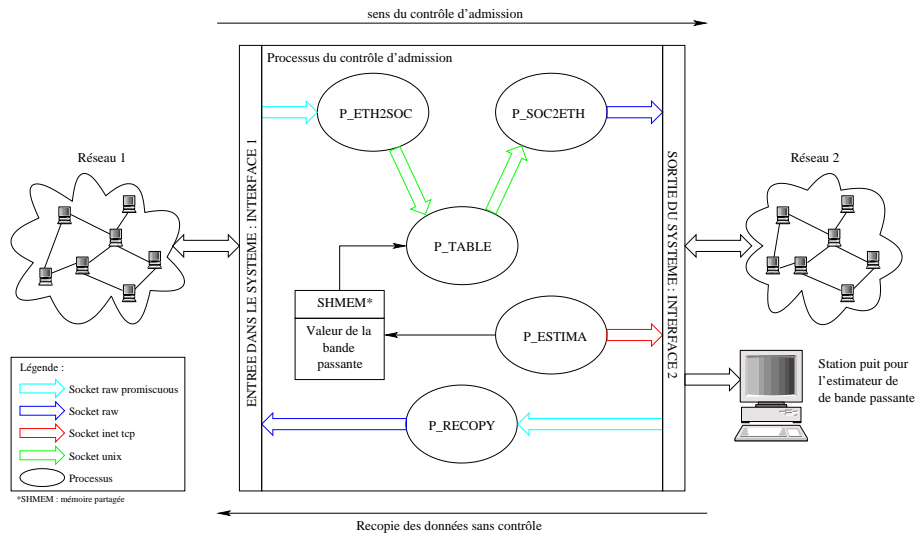 sens du contrôle d'admission
Processus du contrôle d'admission
P_ETH2SOC
P_SOC2ETH
Réseau 1
Réseau 2
ENTREE DANS LE SYSTEME : INTERFACE 1
SORTIE DU SYSTEME : INTERFACE 2
P_TABLE
SHMEM*
Valeur de la
bande
passante
P_ESTIMA
Station puit pour
l'estimateur de
de bande passante
P_RECOPY
Légende :
Socket raw promiscuous
Socket raw
Socket inet tcp
Socket unix
Processus
*SHMEM : mémoire partagée
Recopie des données sans contrôle